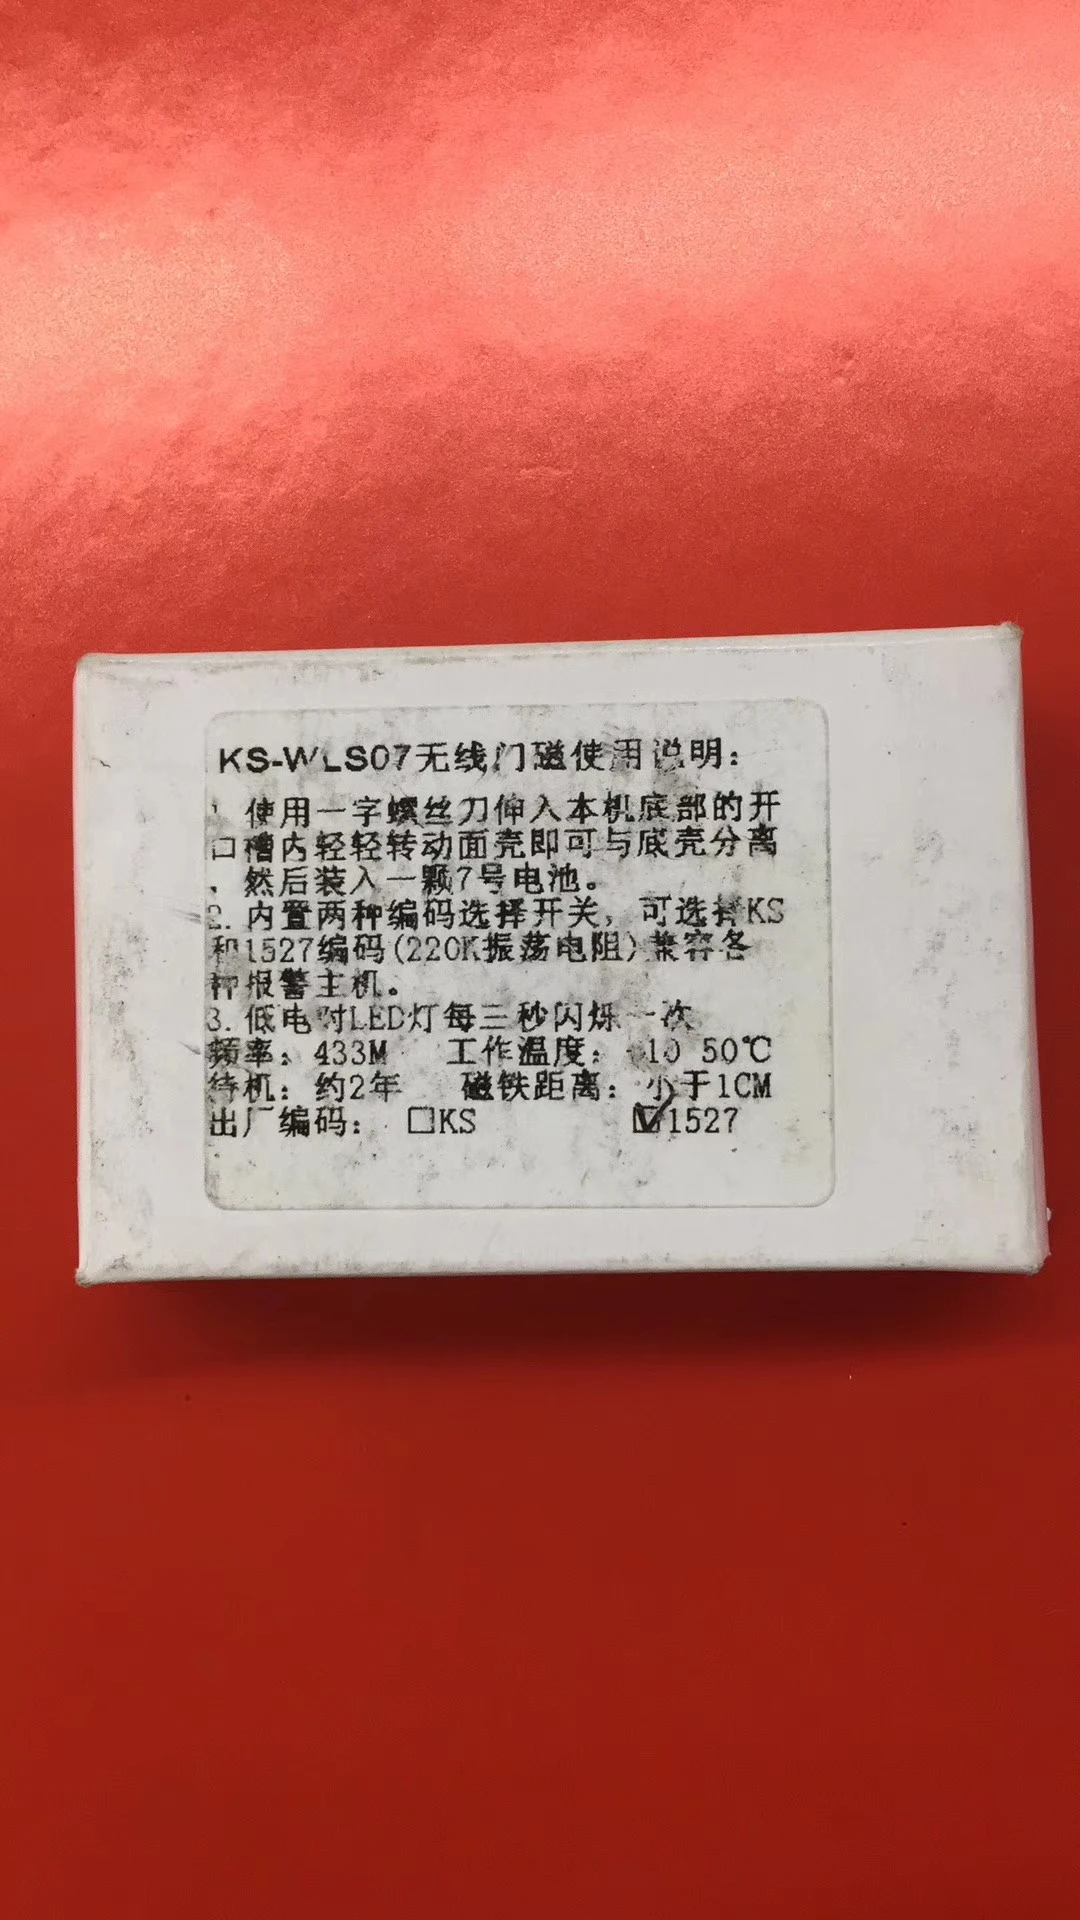 KS-WLS07无线门磁使用说明：
1. 使用一字螺丝刀伸入本机底部的开
口槽内轻轻转动面壳即可与底壳分离
，然后装入一颗7号电池。
2. 内置两种编码选择开关，可选择KS
和1527编码(220K振荡电阻)兼容各
种报警主机。
3. 低电时LED灯每三秒闪烁一次
频率：433M 工作温度：-10 50℃
待机：约2年 磁铁距离：小于1CM
出厂编码：□KS ☑1527